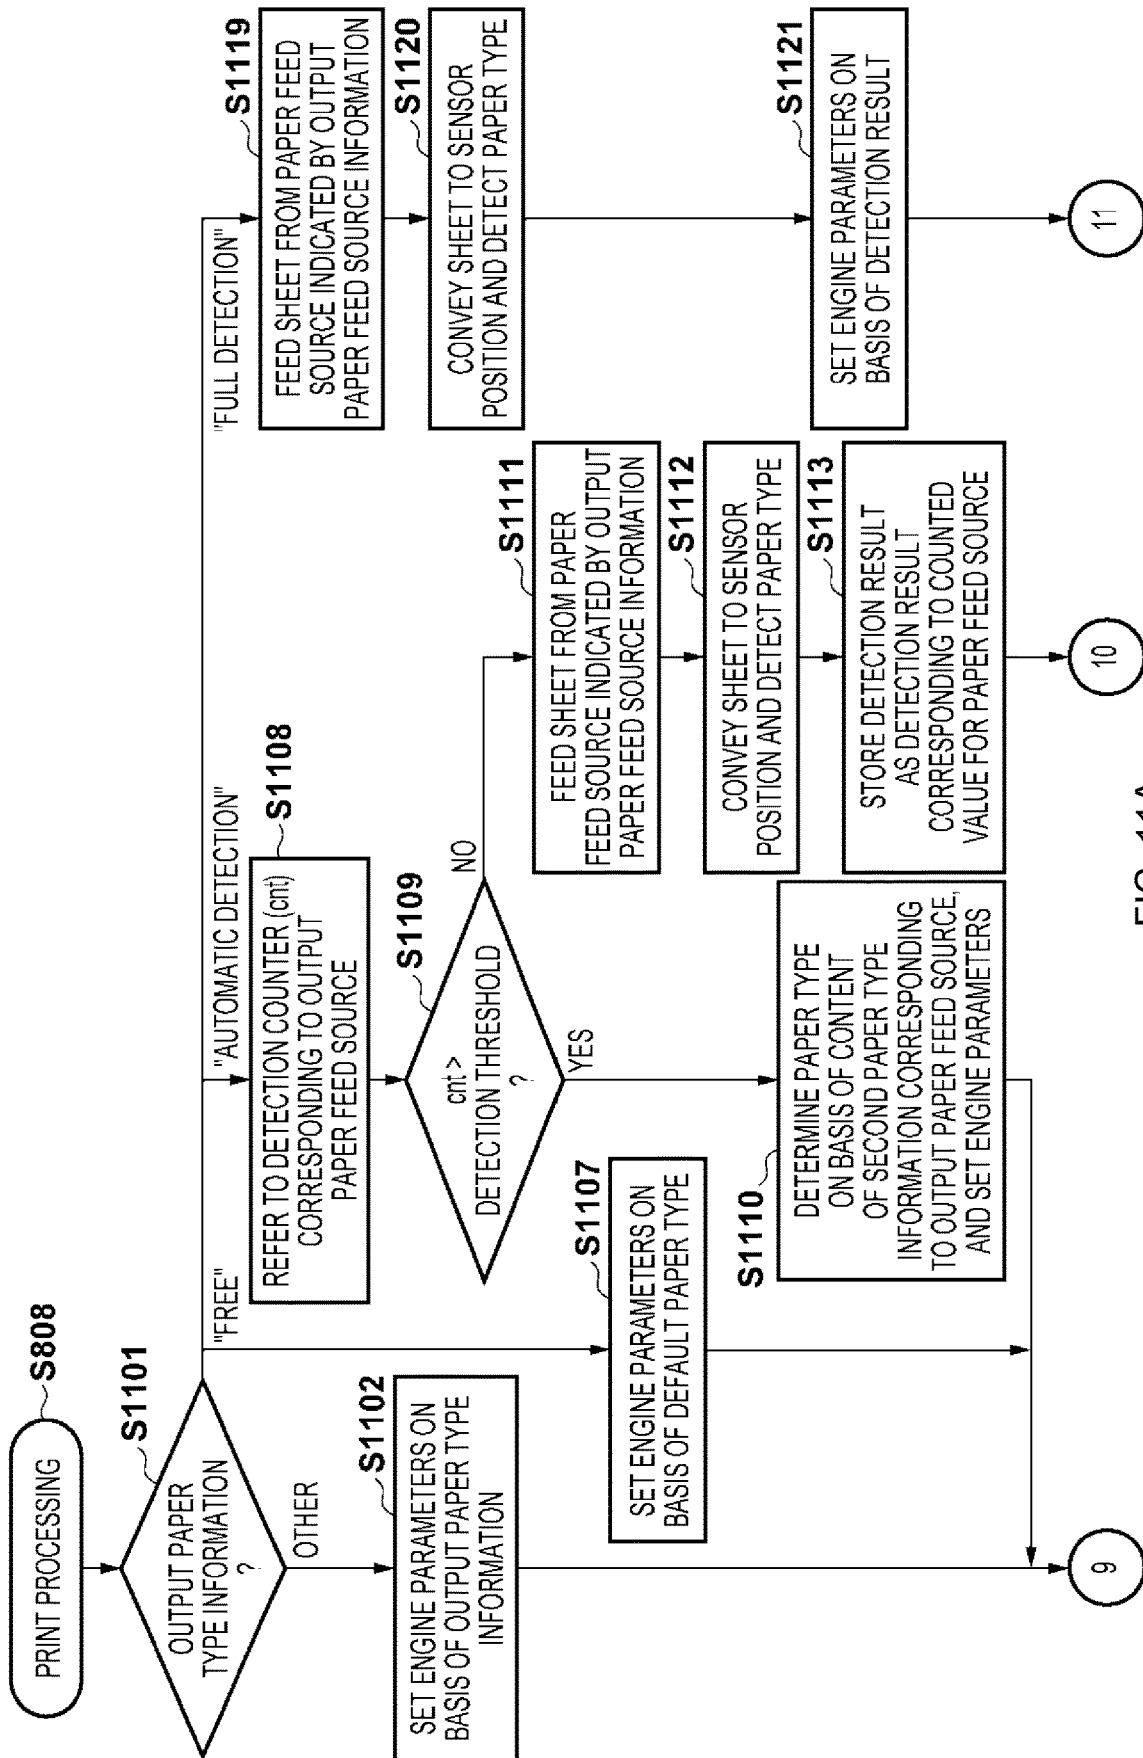 PRINT PROCESSING
S808
S1101
OUTPUT PAPER
TYPE INFORMATION
?
OTHER
S1102
SET ENGINE PARAMETERS ON
BASIS OF OUTPUT PAPER TYPE
INFORMATION
"FREE"
S1107
SET ENGINE PARAMETERS ON
BASIS OF DEFAULT PAPER TYPE
9
"AUTOMATIC DETECTION"
S1108
REFER TO DETECTION COUNTER (cnt)
CORRESPONDING TO OUTPUT
PAPER FEED SOURCE
S1109
cnt >
DETECTION THRESHOLD
?
YES
NO
S1110
DETERMINE PAPER TYPE
ON BASIS OF CONTENT
OF SECOND PAPER TYPE
INFORMATION CORRESPONDING
TO OUTPUT PAPER FEED SOURCE,
AND SET ENGINE PARAMETERS
S1111
FEED SHEET FROM PAPER
FEED SOURCE INDICATED BY OUTPUT
PAPER FEED SOURCE INFORMATION
S1112
CONVEY SHEET TO SENSOR
POSITION AND DETECT PAPER TYPE
S1113
STORE DETECTION RESULT
AS DETECTION RESULT
CORRESPONDING TO COUNTED
VALUE FOR PAPER FEED SOURCE
10
"FULL DETECTION"
S1119
FEED SHEET FROM PAPER FEED
SOURCE INDICATED BY OUTPUT
PAPER FEED SOURCE INFORMATION
S1120
CONVEY SHEET TO SENSOR
POSITION AND DETECT PAPER TYPE
S1121
SET ENGINE PARAMETERS ON
BASIS OF DETECTION RESULT
11
FIG. 11A